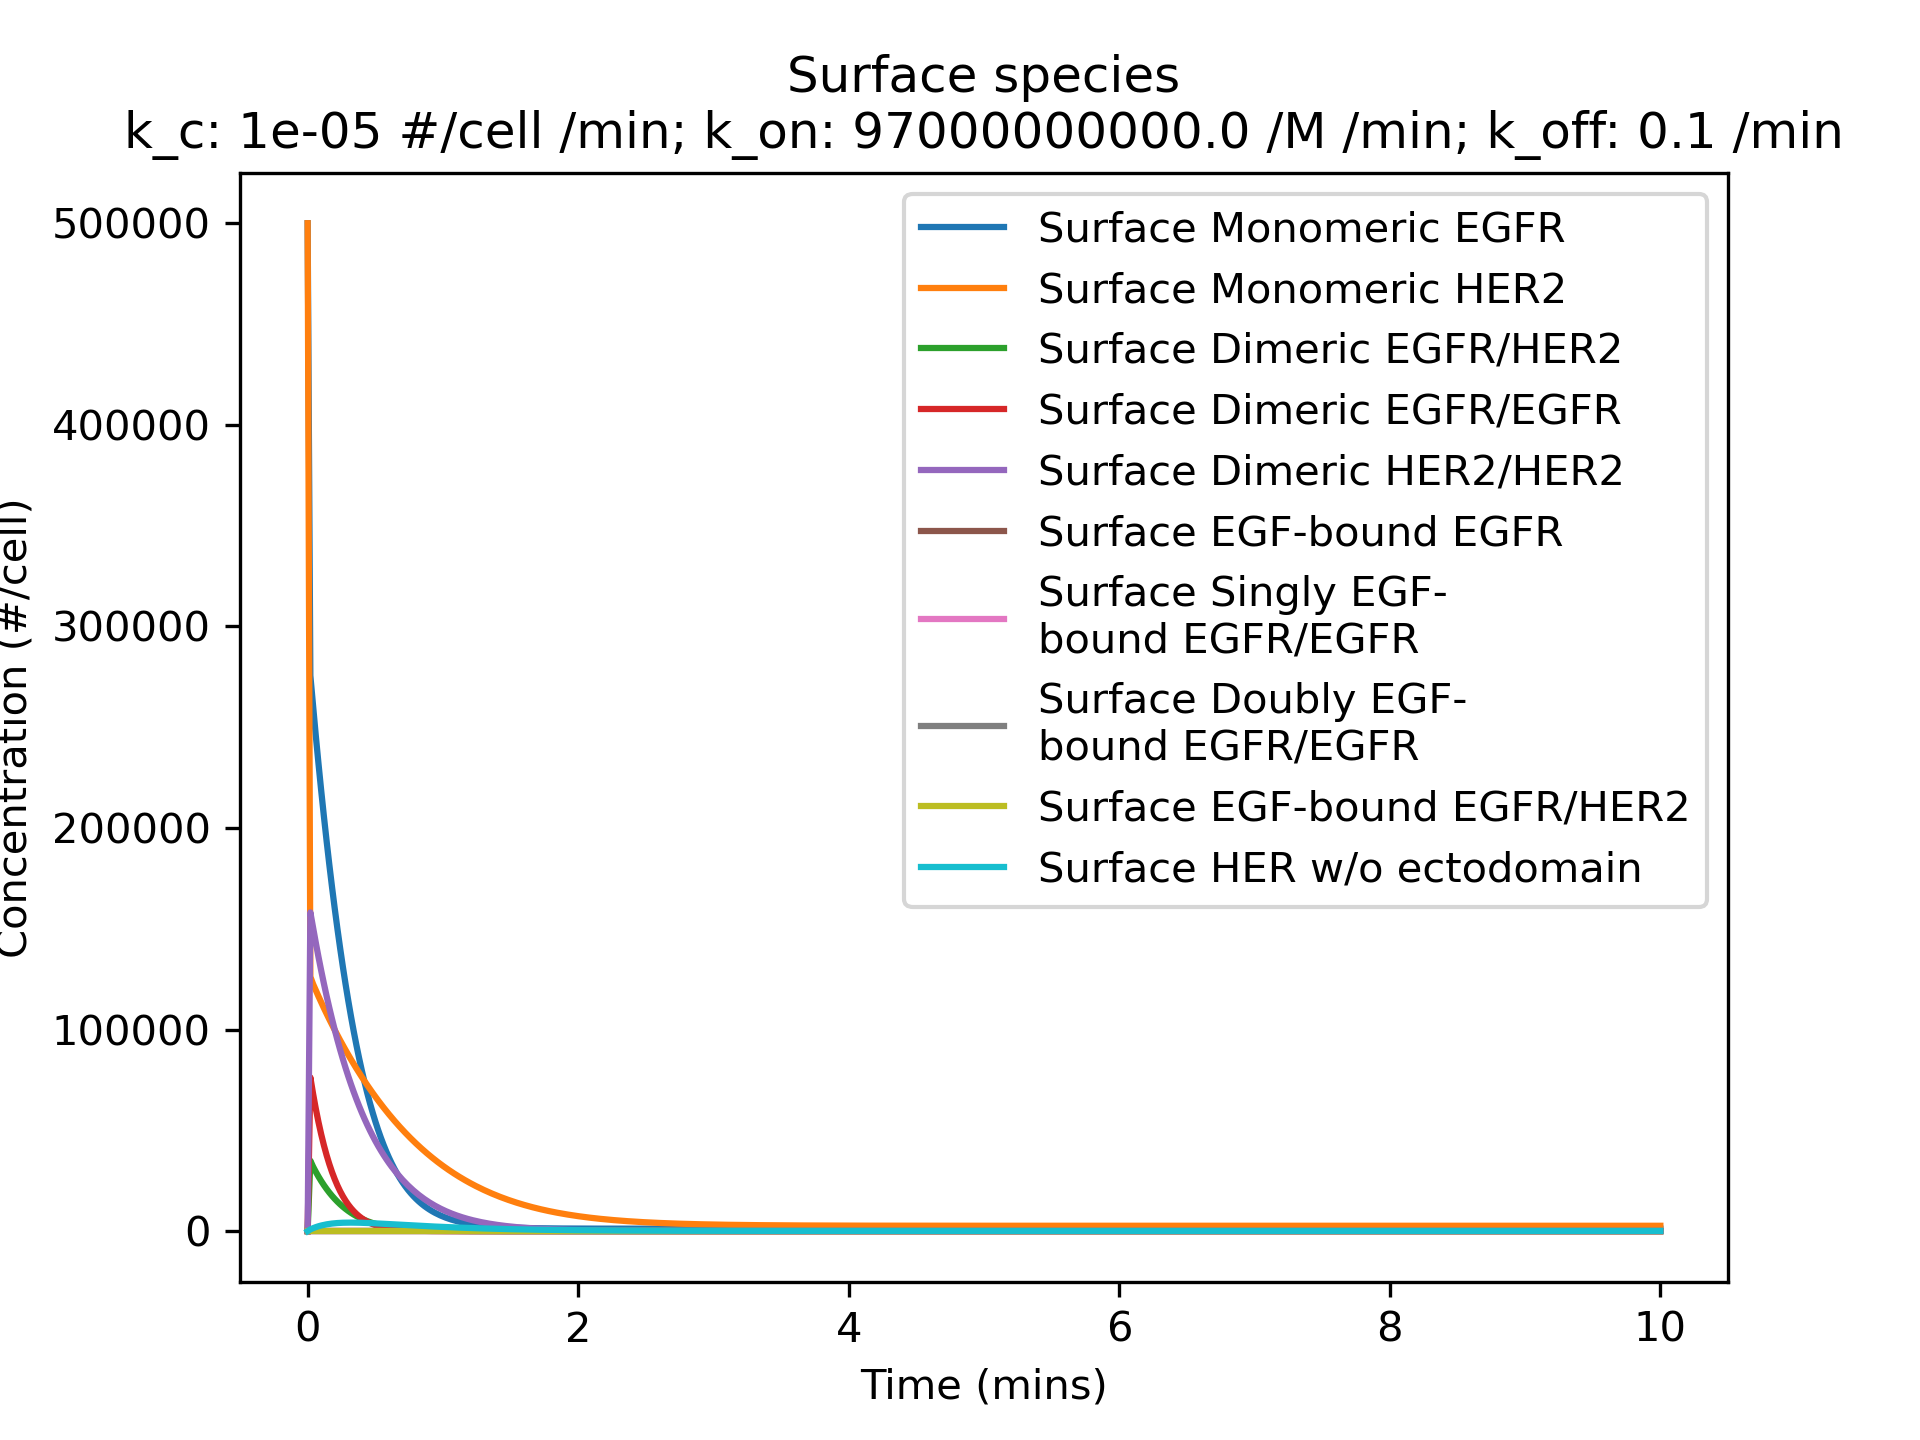 Surface species
k_c: 1e-05 #/cell /min; k_on: 97000000000.0 /M /min; k_off: 0.1 /min
500000
400000
300000
200000
100000
0
Concentration (#/cell)
Surface Monomeric EGFR
Surface Monomeric HER2
Surface Dimeric EGFR/HER2
Surface Dimeric EGFR/EGFR
Surface Dimeric HER2/HER2
Surface EGF-bound EGFR
Surface Singly EGF-
bound EGFR/EGFR
Surface Doubly EGF-
bound EGFR/EGFR
Surface EGF-bound EGFR/HER2
Surface HER w/o ectodomain
0 2 4 6 8 10
Time (mins)